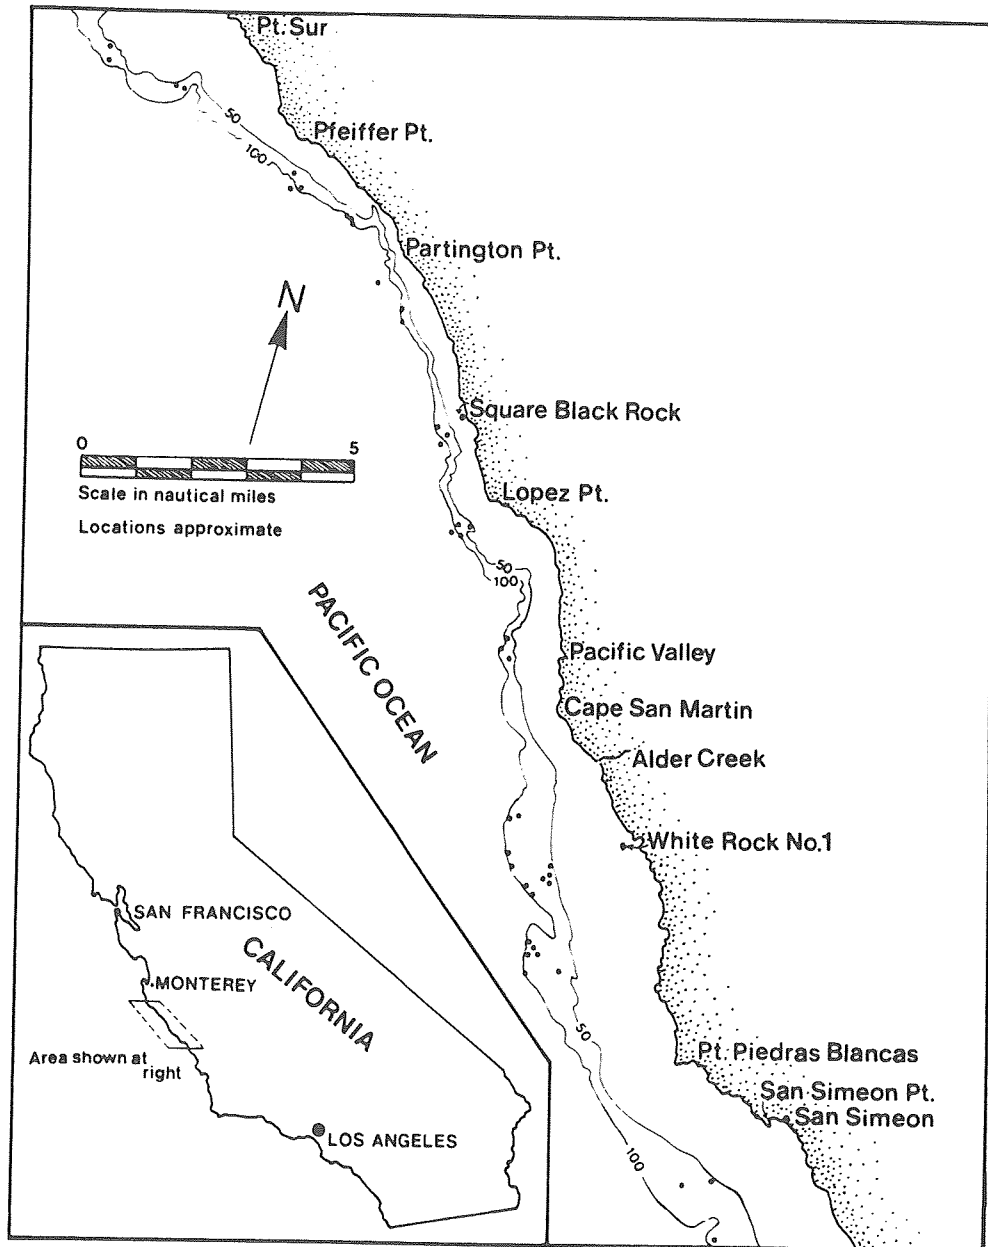 Pt. Sur
50
Pfeiffer Pt.
100
Partington Pt.
N
Square Black Rock
0 5
Scale in nautical miles
Lopez Pt.
Locations approximate
50
100
PACIFIC OCEAN
Pacific Valley
Cape San Martin
Alder Creek
White Rock No.1
SAN FRANCISCO
CALIFORNIA
MONTEREY
50
Area shown at
right
Pt. Piedras Blancas
San Simeon Pt.
San Simeon
LOS ANGELES
100